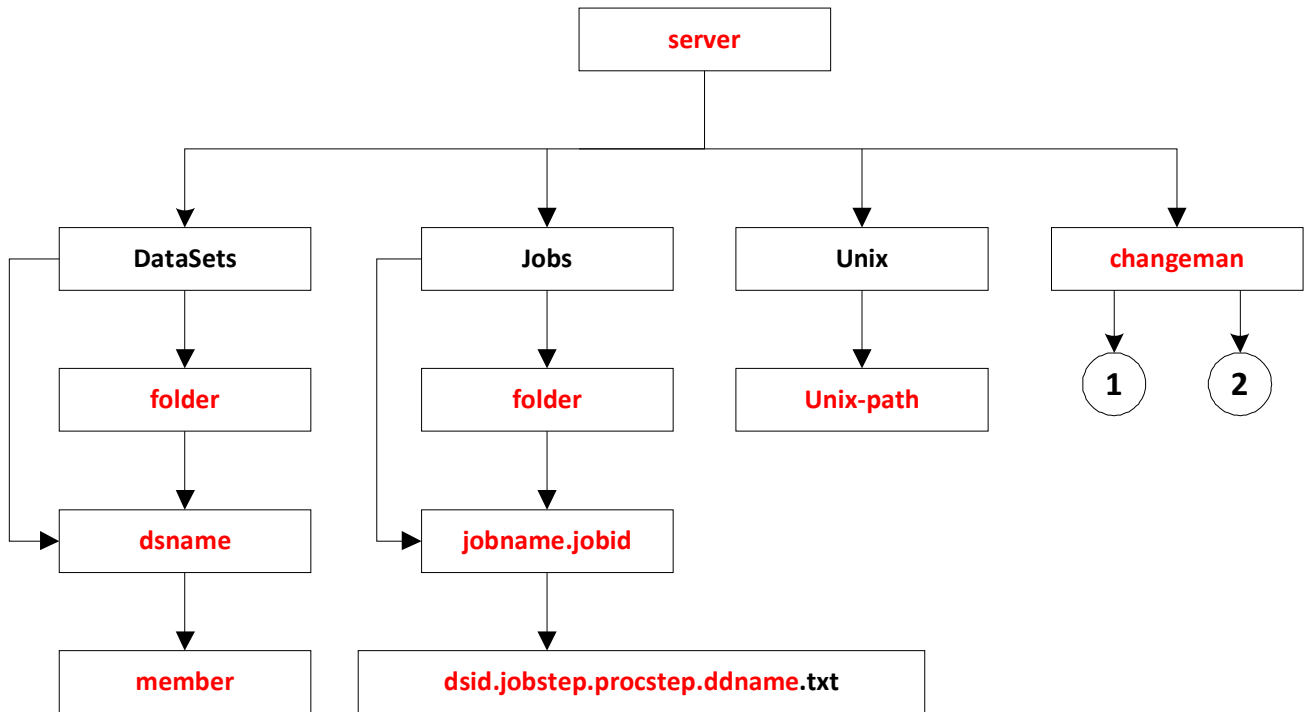 server
DataSets
Jobs
Unix
changeman
folder
folder
Unix-path
1
2
dsname
jobname.jobid
member
dsid.jobstep.procstep.ddname.txt